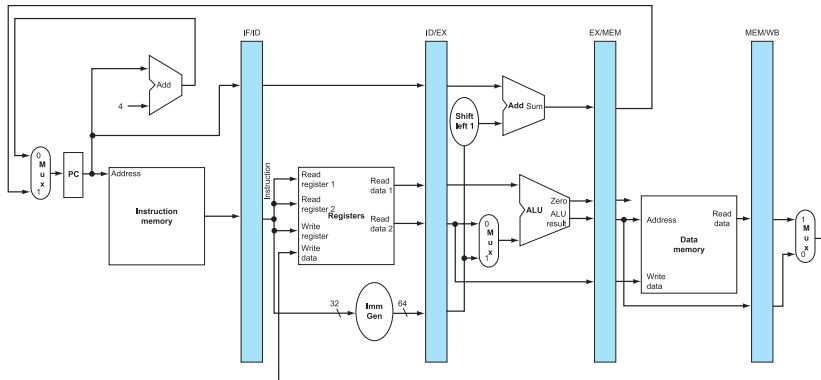 IF/ID
ID/EX
EX/MEM
MEM/WB
Add
4
Shift
left 1
Add Sum
0
M
u
x
1
PC
Address
Instruction
memory
Instruction
Read
register 1
Read
register 2
Write
register
Write
data
Registers
Read
data 1
Read
data 2
0
M
u
x
1
ALU
Zero
ALU
result
Address
Write
data
Data
memory
Read
data
1
M
u
x
0
32
Imm
Gen
64